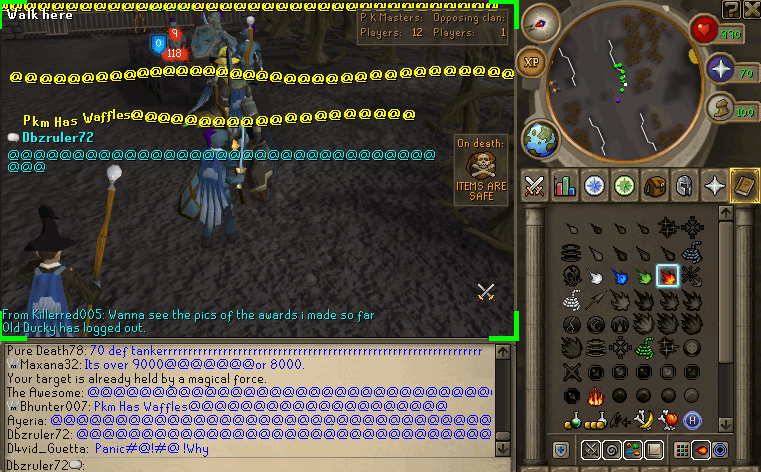 @@@@@@@@@@@@@@@@@@@@@@@@@@@@@@@@@@@
Walk here
P K Masters: Opposing clan:
Players: 12 Players: 1
9
0
118
@@@@@@@@@@@@@@@@@@@@@@@@@@@@@@@@@@@
Pkm Has Waffles@@@@@@@@@@@@@@@@@@@@@
Dbzruler72
@@@@@@@@@@@@@@@@@@@@@@@@@@@@@@@@@
@@@
On death:
ITEMS ARE
SAFE
From Killerred005: Wanna see the pics of the awards i made so far
Old Ducky has logged out.
Pure Death78: 70 def tankerrrrrrrrrrrrrrrrrrrrrrrrrrrrrrrrrrrrrrrrrrrrrrrrrrrrrrrr
Maxana32: Its over 9000@@@@@@@or 8000.
Your target is already held by a magical force.
The Awesome: @@@@@@@@@@@@@@@@@@@@@@@@@@@@@@
Bhunter007: Pkm Has Waffles@@@@@@@@@@@@@@@@@@@@@
Ayeria: @@@@@@@@@@@@@@@@@@@@@@@@@@@@@@@@
Dbzruler72: @@@@@@@@@@@@@@@@@@@@@@@@@@@@@@@
D4vid_Guetta: Panic#@!#@!Why
Dbzruler72:
?
X
990
XP
70
100
H